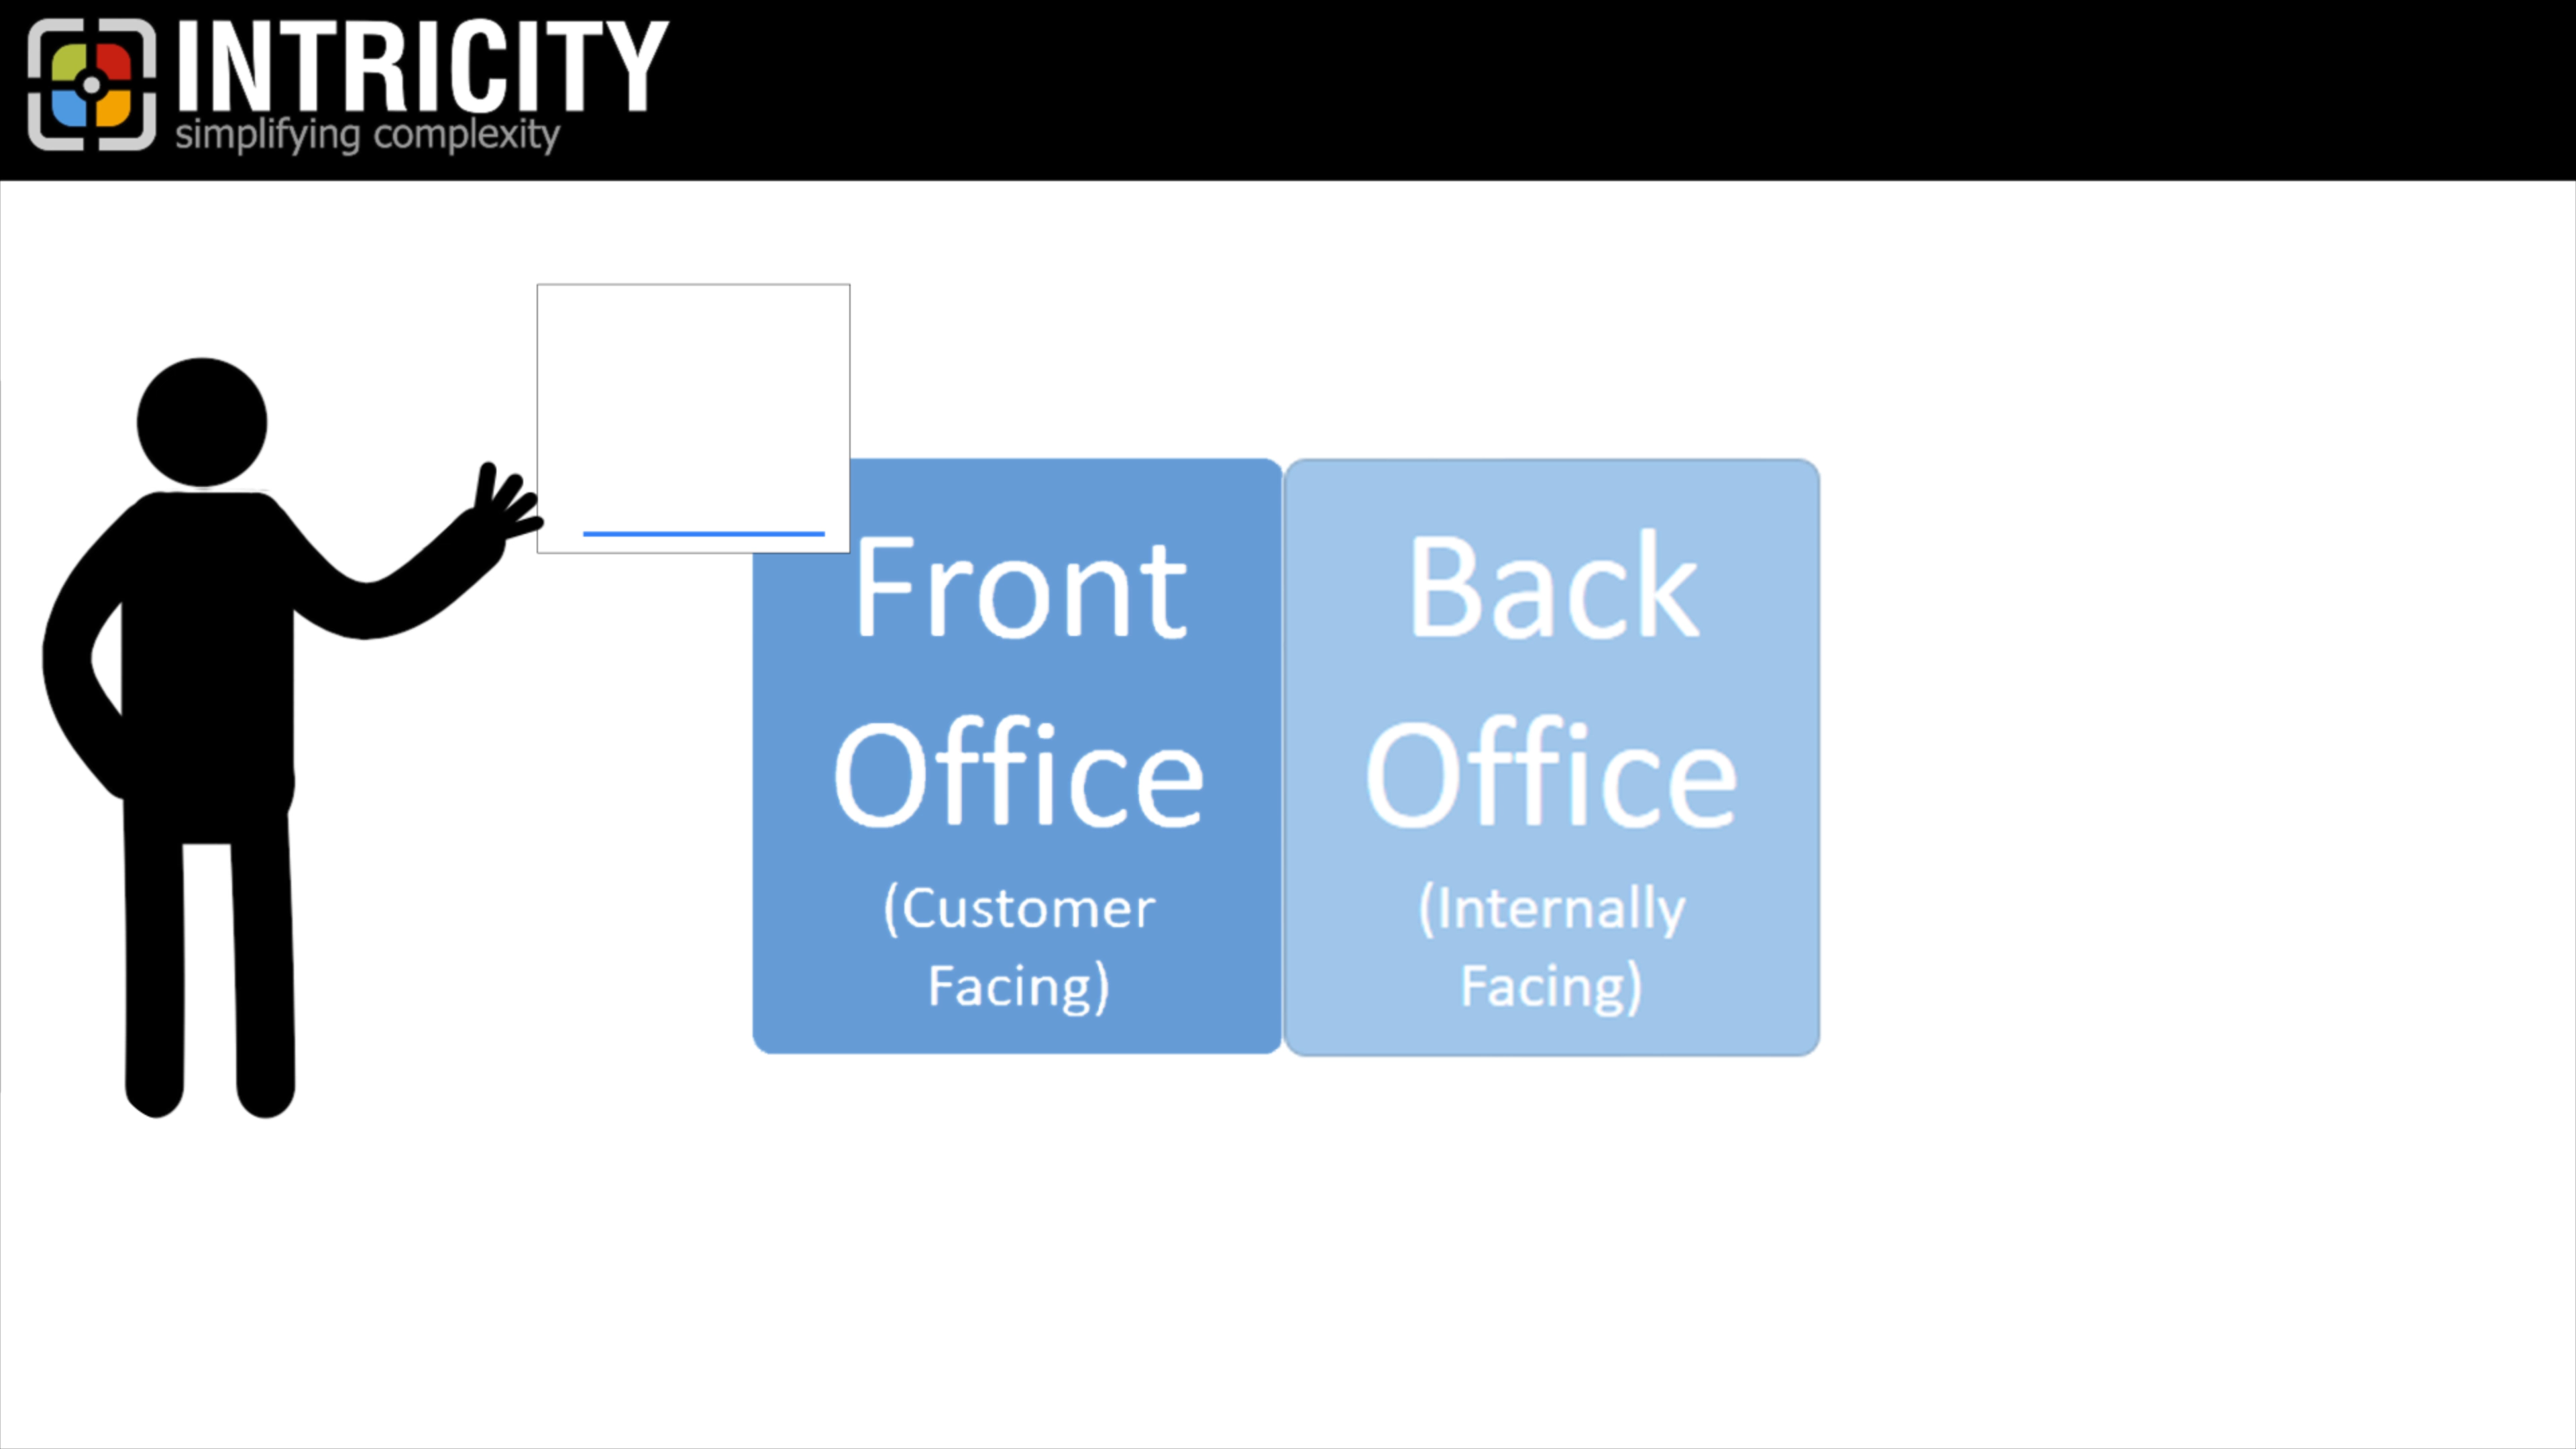 INTRICITY
simplifying complexity
Front
Office
(Customer
Facing)
Back
Office
(Internally
Facing)